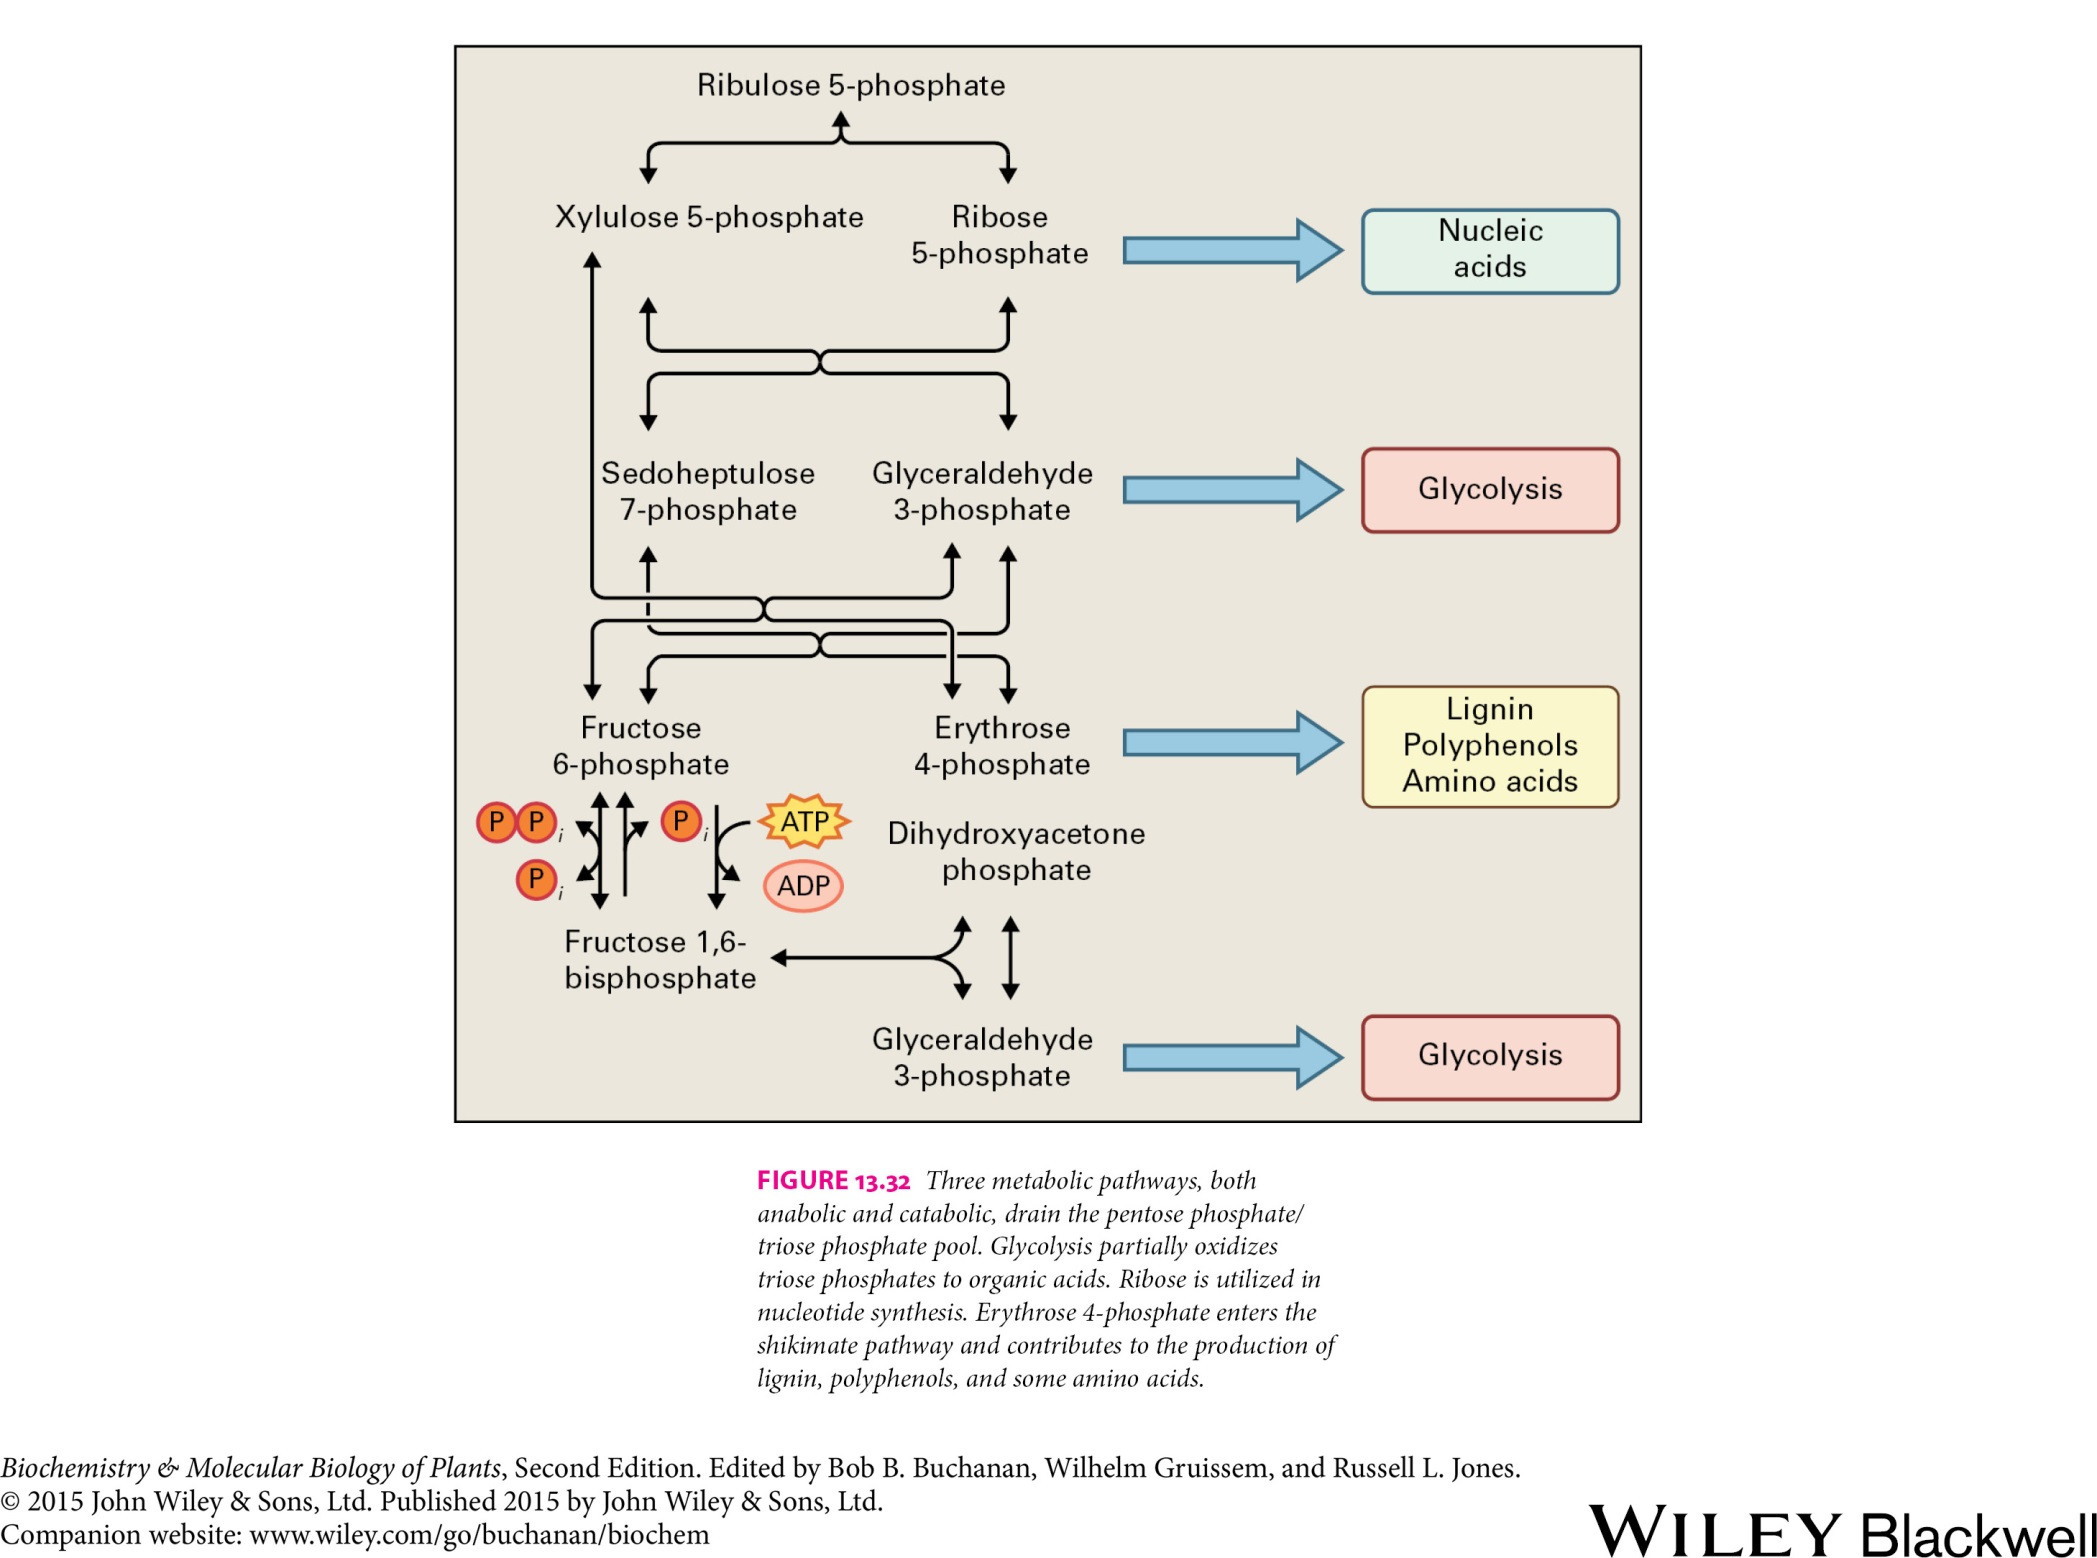 Ribulose 5-phosphate
Xylulose 5-phosphate
Ribose
5-phosphate
Nucleic
acids
Sedoheptulose
7-phosphate
Glyceraldehyde
3-phosphate
Glycolysis
Fructose
6-phosphate
Erythrose
4-phosphate
Lignin
Polyphenols
Amino acids
P P i
P i
P i
ATP
ADP
Dihydroxyacetone
phosphate
Fructose 1,6-
bisphosphate
Glyceraldehyde
3-phosphate
Glycolysis
FIGURE 13.32 Three metabolic pathways, both
anabolic and catabolic, drain the pentose phosphate/
triose phosphate pool. Glycolysis partially oxidizes
triose phosphates to organic acids. Ribose is utilized in
nucleotide synthesis. Erythrose 4-phosphate enters the
shikimate pathway and contributes to the production of
lignin, polyphenols, and some amino acids.
Biochemistry & Molecular Biology of Plants, Second Edition. Edited by Bob B. Buchanan, Wilhelm Gruissem, and Russell L. Jones.
© 2015 John Wiley & Sons, Ltd. Published 2015 by John Wiley & Sons, Ltd.
Companion website: www.wiley.com/go/buchanan/biochem
WILEY Blackwell